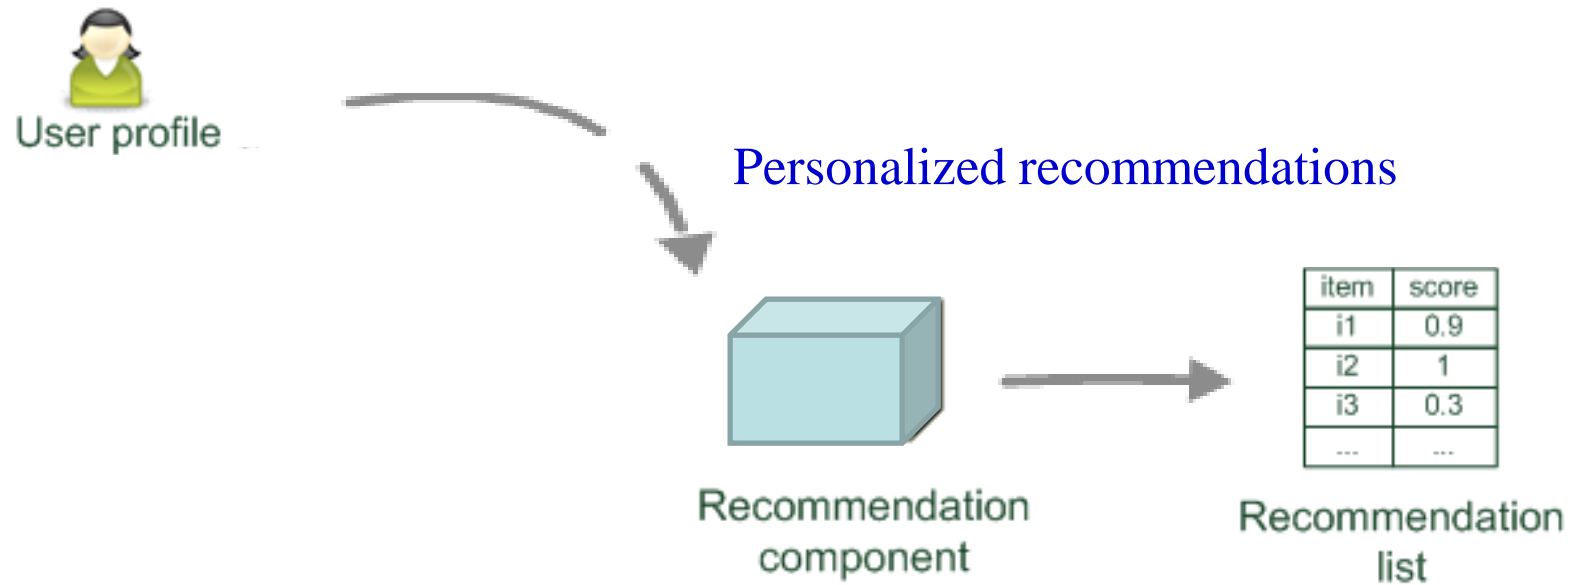 User profile
Personalized recommendations
item score
i1 0.9
i2 1
i3 0.3
... ...
Recommendation
component
Recommendation
list